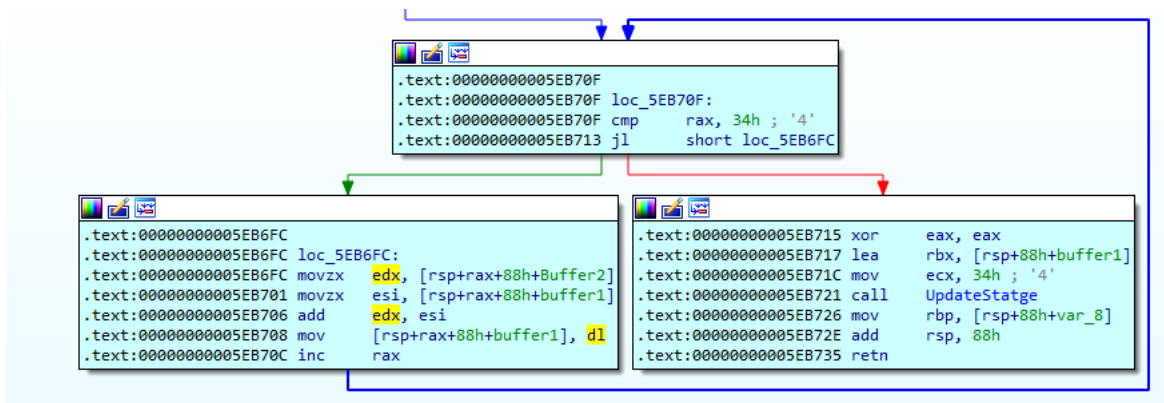 .text:00000000005EB70F
.text:00000000005EB70F loc_5EB70F:
.text:00000000005EB70F cmp     rax, 34h ; '4'
.text:00000000005EB713 jl      short loc_5EB6FC
.text:00000000005EB6FC
.text:00000000005EB6FC loc_5EB6FC:
.text:00000000005EB6FC movzx   edx, [rsp+rax+88h+Buffer2]
.text:00000000005EB701 movzx   esi, [rsp+rax+88h+buffer1]
.text:00000000005EB706 add     edx, esi
.text:00000000005EB708 mov     [rsp+rax+88h+buffer1], dl
.text:00000000005EB70C inc     rax
.text:00000000005EB715 xor     eax, eax
.text:00000000005EB717 lea     rbx, [rsp+88h+buffer1]
.text:00000000005EB71C mov     ecx, 34h ; '4'
.text:00000000005EB721 call    UpdateStatge
.text:00000000005EB726 mov     rbp, [rsp+88h+var_8]
.text:00000000005EB72E add     rsp, 88h
.text:00000000005EB735 retn